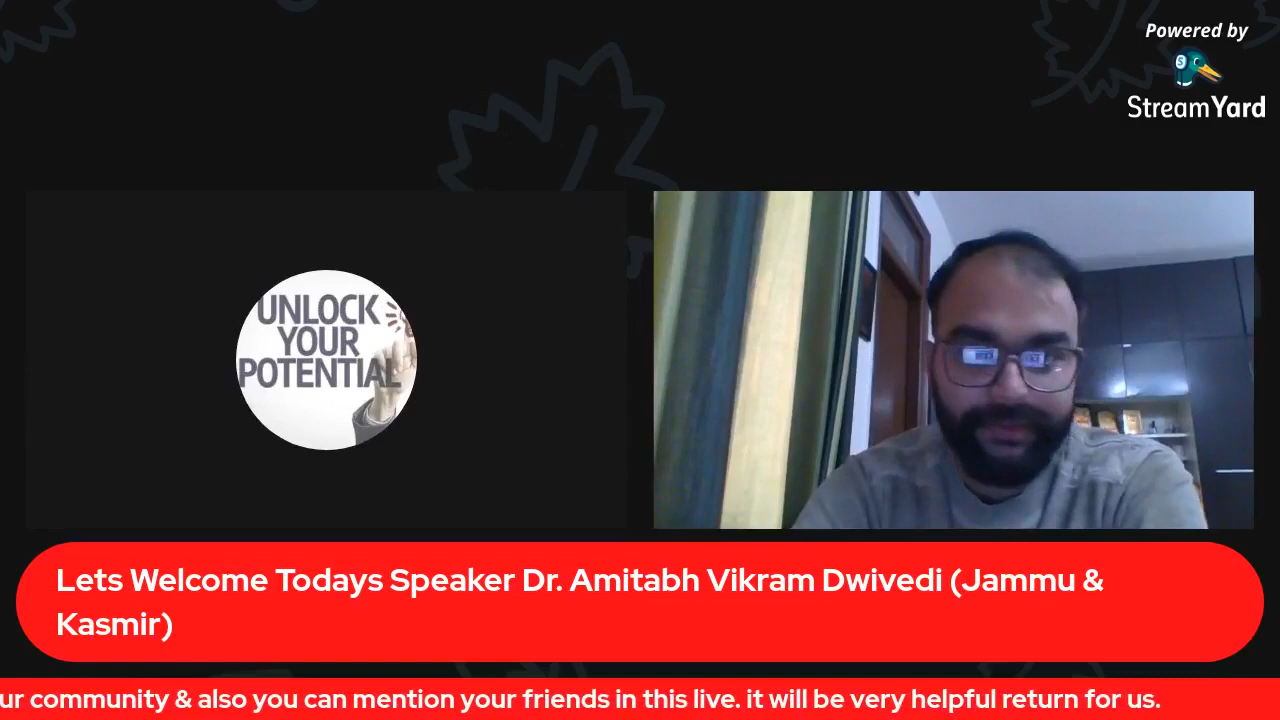 Powered by
StreamYard
UNLOCK
YOUR
POTENTIAL
Lets Welcome Todays Speaker Dr. Amitabh Vikram Dwivedi (Jammu &
Kasmir)
ur community & also you can mention your friends in this live. it will be very helpful return for us.